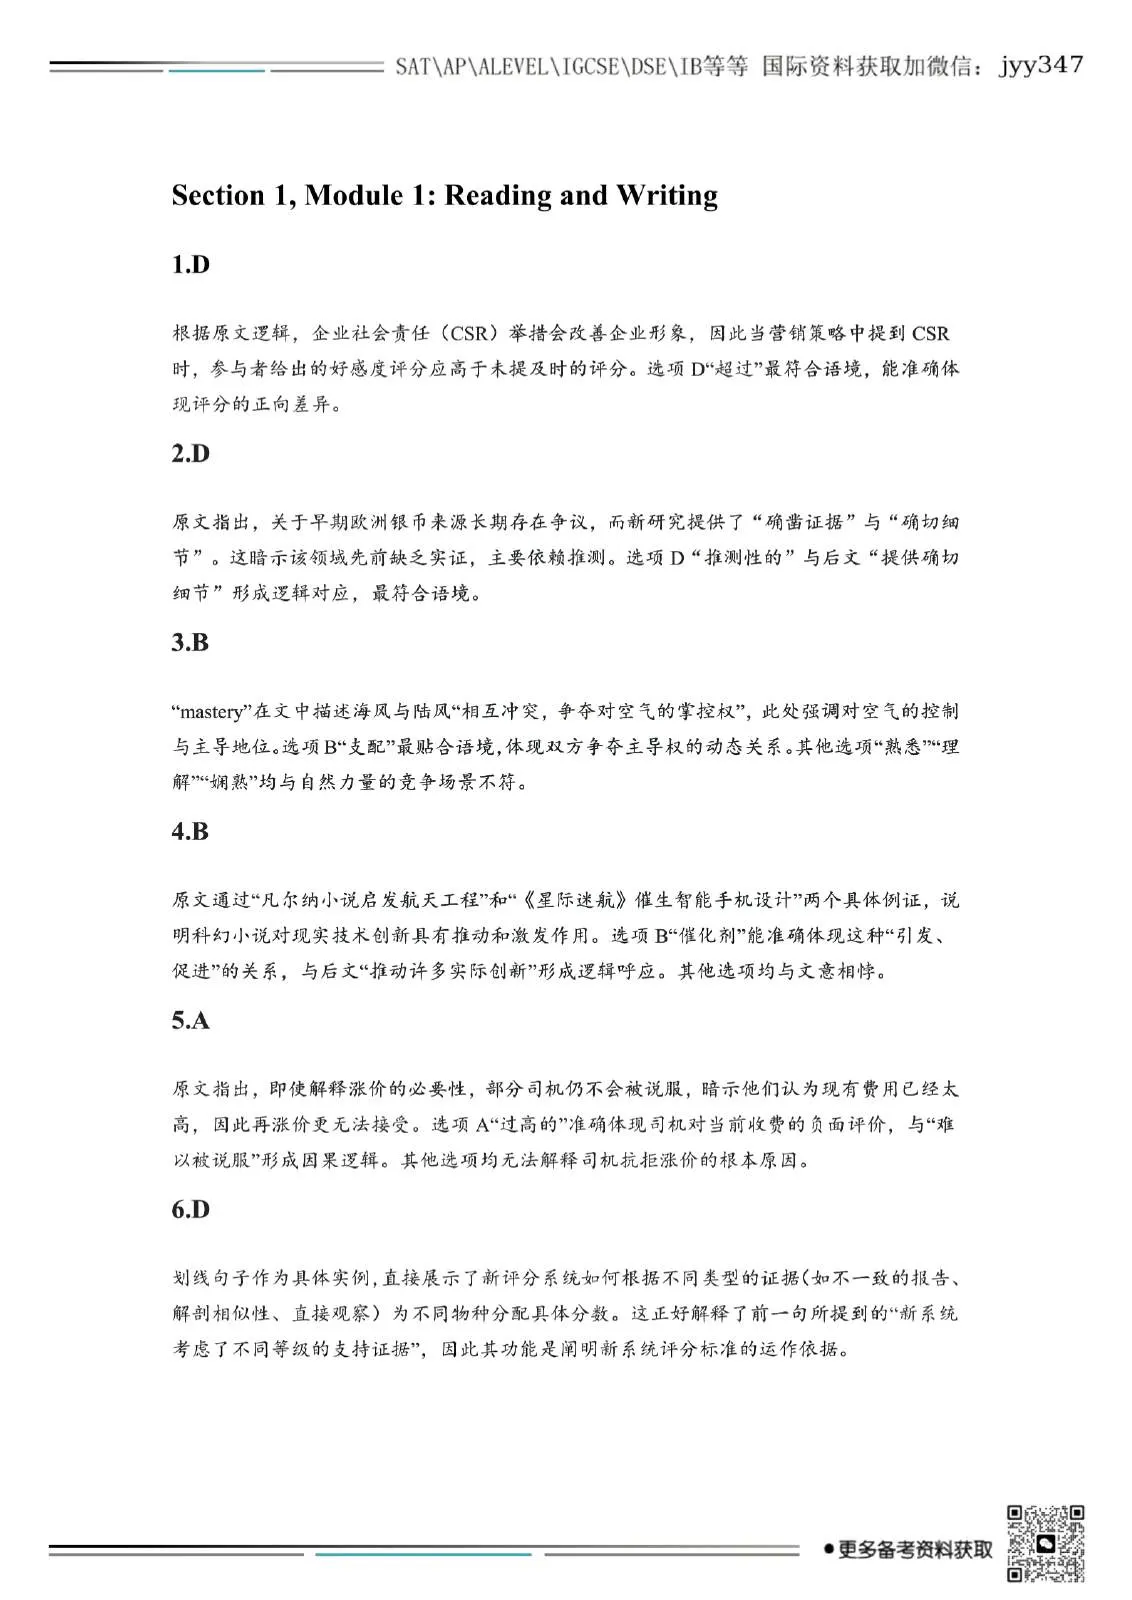 SAT\AP\ALEVEL\IGCSE\DSE\IB等等 国际资料获取加微信：jyy347
Section 1, Module 1: Reading and Writing
1.D
根据原文逻辑，企业社会责任（CSR）举措会改善企业形象，因此当营销策略中提到 CSR
时，参与者给出的好感度评分应高于未提及时的评分。选项 D“超过”最符合语境，能准确体
现评分的正向差异。
2.D
原文指出，关于早期欧洲银币来源长期存在争议，而新研究提供了“确凿证据”与“确切细
节”。这暗示该领域先前缺乏实证，主要依赖推测。选项 D“推测性的”与后文“提供确切
细节”形成逻辑对应，最符合语境。
3.B
“mastery”在文中描述海风与陆风“相互冲突，争夺对空气的掌控权”，此处强调对空气的控制
与主导地位。选项 B“支配”最贴合语境，体现双方争夺主导权的动态关系。其他选项“熟悉”“理
解”“娴熟”均与自然力量的竞争场景不符。
4.B
原文通过“凡尔纳小说启发航天工程”和“《星际迷航》催生智能手机设计”两个具体例证，说
明科幻小说对现实技术创新具有推动和激发作用。选项 B“催化剂”能准确体现这种“引发、
促进”的关系，与后文“推动许多实际创新”形成逻辑呼应。其他选项均与文意相悖。
5.A
原文指出，即使解释涨价的必要性，部分司机仍不会被说服，暗示他们认为现有费用已经太
高，因此再涨价更无法接受。选项 A“过高的”准确体现司机对当前收费的负面评价，与“难
以被说服”形成因果逻辑。其他选项均无法解释司机抗拒涨价的根本原因。
6.D
划线句子作为具体实例，直接展示了新评分系统如何根据不同类型的证据（如不一致的报告、
解剖相似性、直接观察）为不同物种分配具体分数。这正好解释了前一句所提到的“新系统
考虑了不同等级的支持证据”，因此其功能是阐明新系统评分标准的运作依据。
●更多备考资料获取